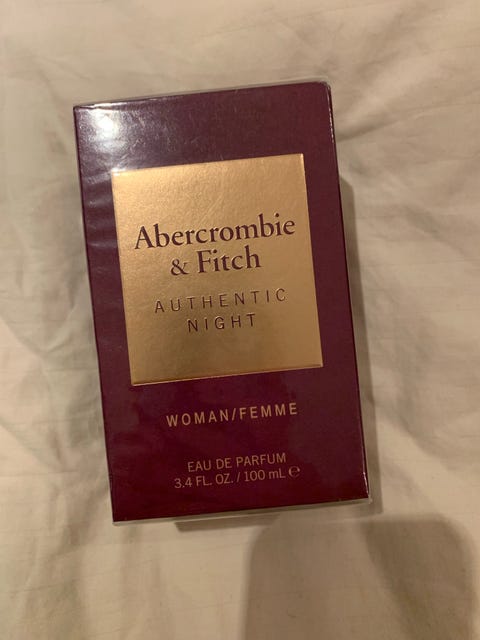 Abercrombie
& Fitch
AUTHENTIC
NIGHT
WOMAN/FEMME
EAU DE PARFUM
3.4 FL. OZ. / 100 mL ℮